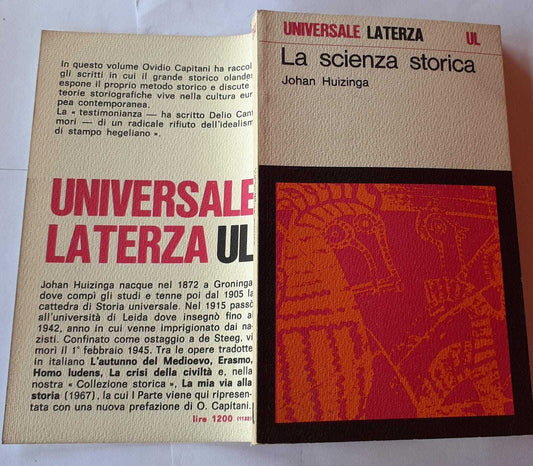 In questo volume Ovidio Capitani ha raccol
gli scritti in cui il grande storico olande
espone il proprio metodo storico e discute
teorie storiografiche vive nella cultura eur
pea contemporanea.
La « testimonianza — ha scritto Delio Cant
mori — di un radicale rifiuto dell'idealism
di stampo hegeliano ».
UNIVERSALE
LATERZA UL
Johan Huizinga nacque nel 1872 a Groninga
dove compì gli studi e tenne poi dal 1905 la
cattedra di Storia universale. Nel 1915 passò
all'università di Leida dove insegnò fino al
1942, anno in cui venne imprigionato dai na-
zisti. Confinato come ostaggio a de Steeg, vi
morì il 1° febbraio 1945. Tra le opere tradotte
in italiano L'autunno del Medioevo, Erasmo,
Homo ludens, La crisi della civiltà e, nella
nostra « Collezione storica », La mia via alla
storia (1967), la cui I Parte viene qui ripresen-
tata con una nuova prefazione di O. Capitani.
lire 1200
UNIVERSALE LATERZA UL
La scienza storica
Johan Huizinga